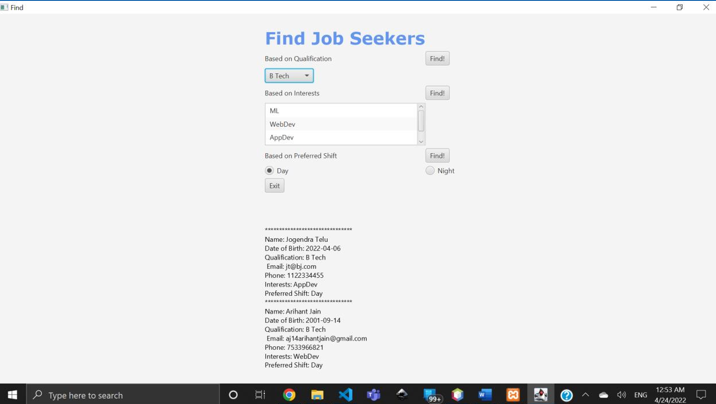 Find
Find Job Seekers
Based on Qualification
Find!
B Tech
Based on Interests
Find!
ML
WebDev
AppDev
Based on Preferred Shift
Find!
Day
Night
Exit
*******************************
Name: Jogendra Telu
Date of Birth: 2022-04-06
Qualification: B Tech
Email: jt@bj.com
Phone: 1122334455
Interests: AppDev
Preferred Shift: Day
*******************************
Name: Arihant Jain
Date of Birth: 2001-09-14
Qualification: B Tech
Email: aj14arihantjain@gmail.com
Phone: 7533966821
Interests: WebDev
Preferred Shift: Day
Type here to search
99+
ENG
12:53 AM
4/24/2022